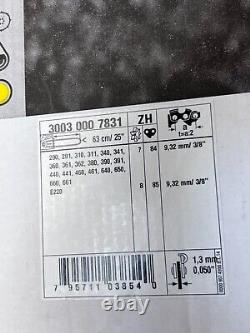 3003 000 7831
ZH
< 63 cm/ 25"
a
t=a:2
290, 291, 310, 311, 340, 341, 7 84 9,32 mm/ 3/8"
360, 361, 362, 380, 390, 391,
440, 441, 460, 461, 640, 650,
660, 661 8 85 9,32 mm/ 3/8"
E220
1,3 mm
0,050"
7 95711 03854 0